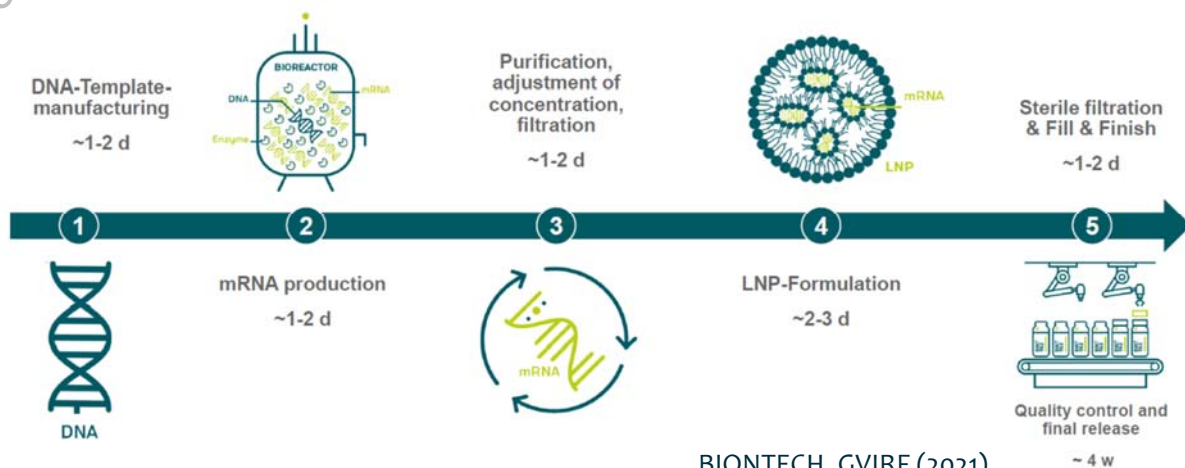 DNA-Template-
manufacturing
~1-2 d
BIOREACTOR
DNA
mRNA
Enzyme
Purification,
adjustment of
concentration,
filtration
~1-2 d
mRNA
LNP
Sterile filtration
& Fill & Finish
~1-2 d
1
2
3
4
5
DNA
mRNA production
~1-2 d
mRNA
LNP-Formulation
~2-3 d
Quality control and
final release
~ 4 w
BIONTECH, GVIRF (2021)